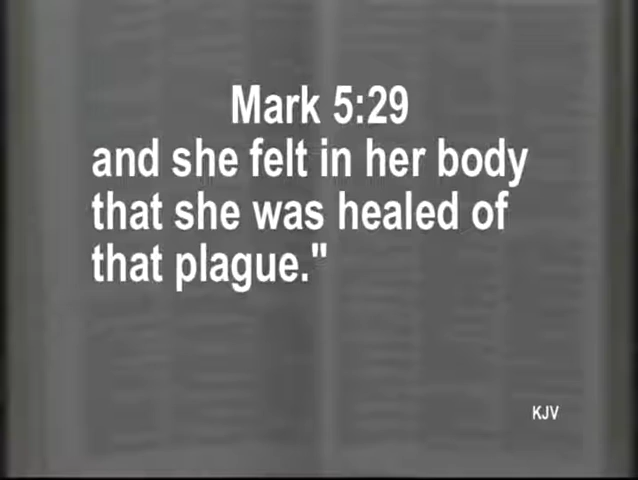 Mark 5:29
and she felt in her body
that she was healed of
that plague."
KJV